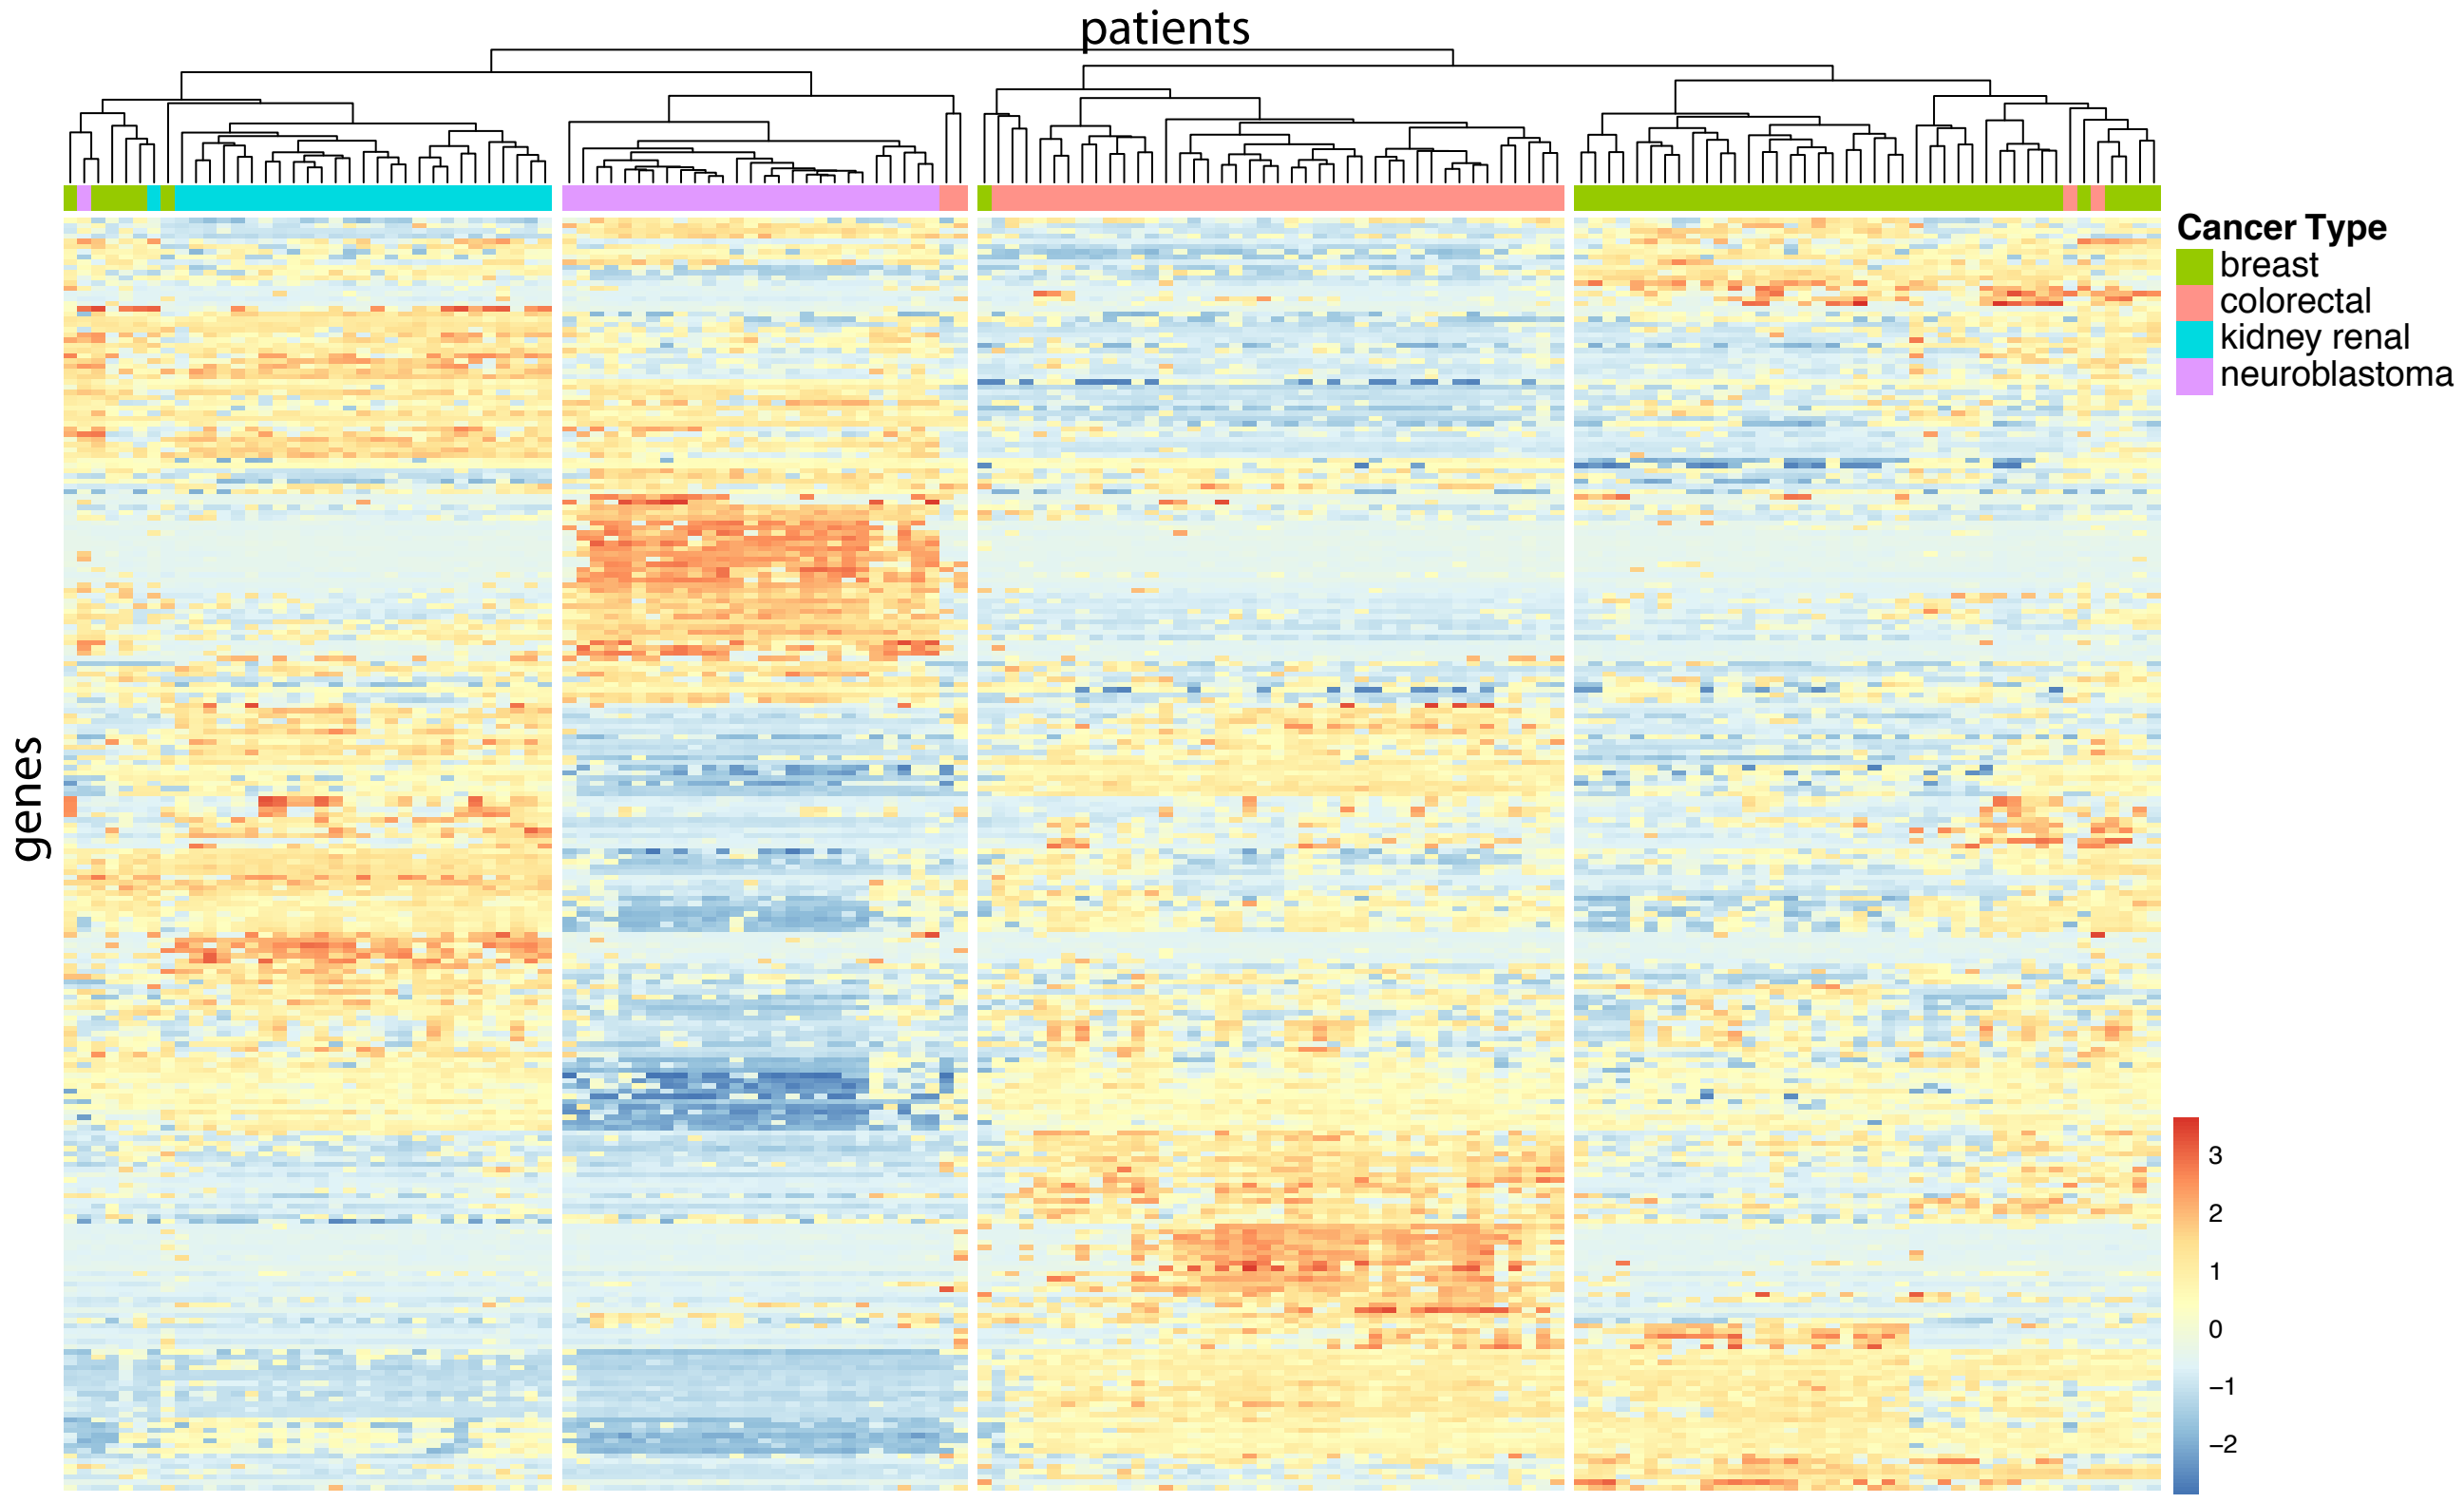 patients
genes
Cancer Type
breast
colorectal
kidney renal
neuroblastoma
3
2
1
0
−1
−2